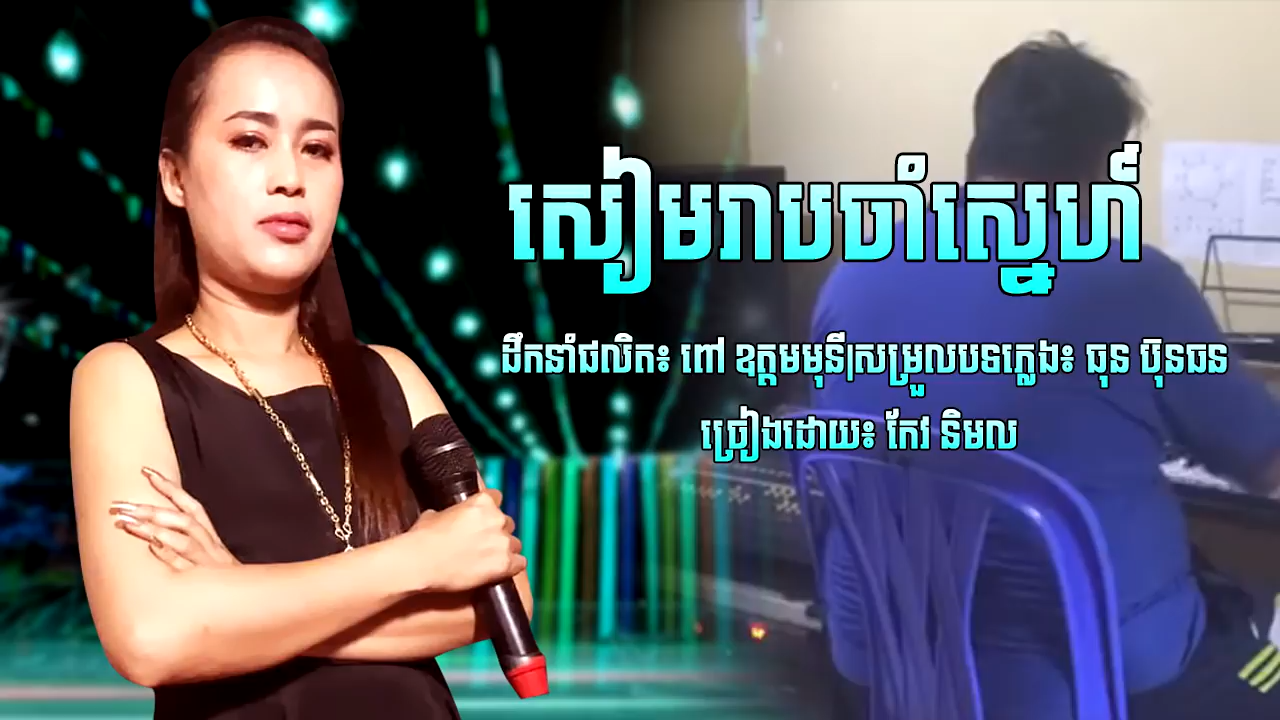 សៀមរាបចាំស្នេហ៍
ដឹកនាំផលិត៖ ពៅ ឧត្តមមុនី|សម្រួលបទភ្លេង៖ ធុន ប៊ុនធន
ច្រៀងដោយ៖ កែវ និមល